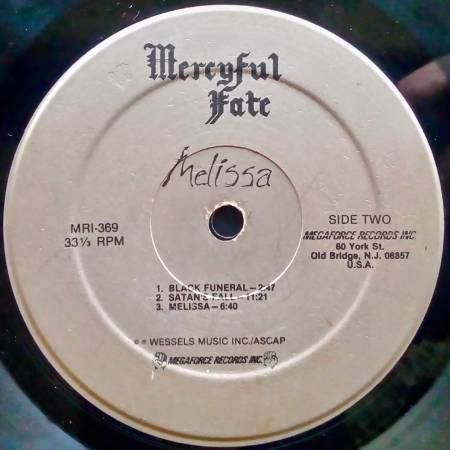 Mercyful
Fate
Melissa
MRI-369
33⅓ RPM
SIDE TWO
MEGAFORCE RECORDS INC.
60 York St.
Old Bridge, N.J. 08857
U.S.A.
1. BLACK FUNERAL—2:47
2. SATAN'S FALL—11:21
3. MELISSA—6:40
℗ © WESSELS MUSIC INC./ASCAP
MEGAFORCE RECORDS INC.